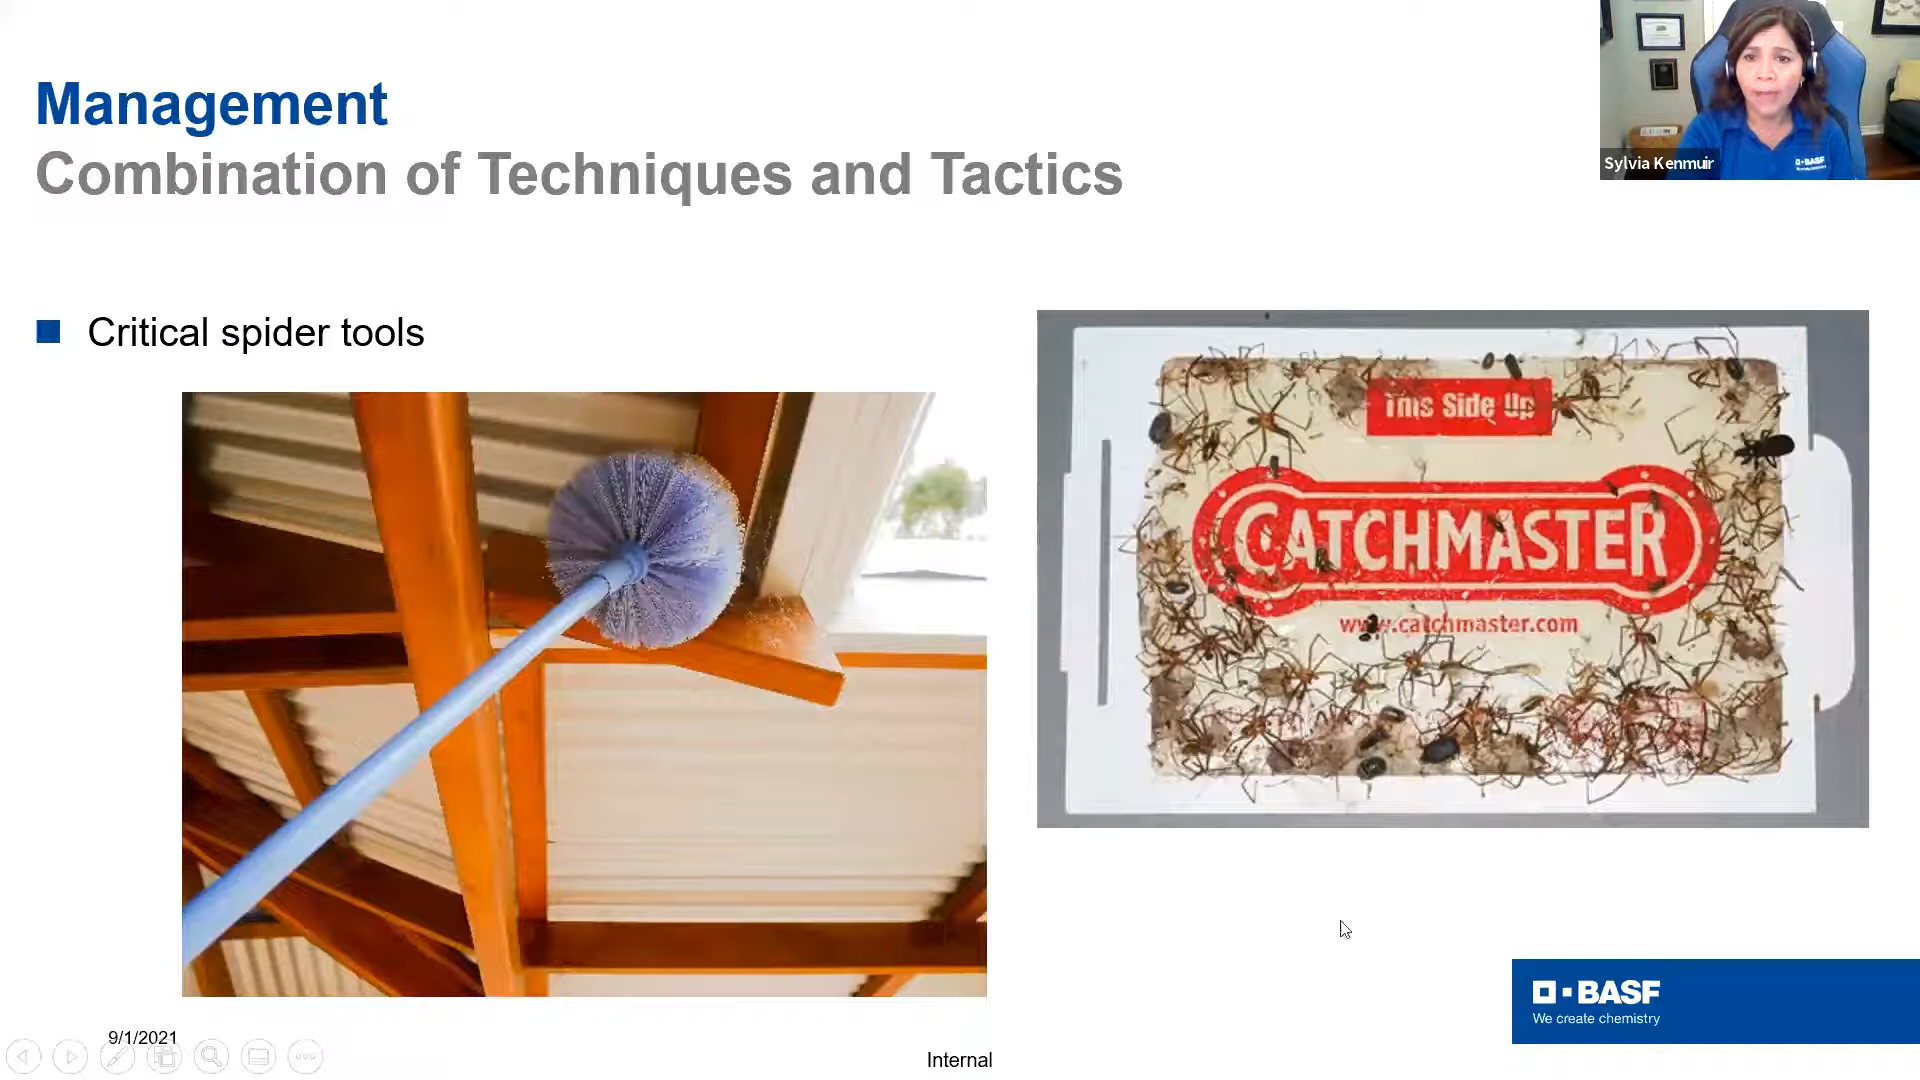 Management
Combination of Techniques and Tactics
Sylvia Kenmuir
BASF
Critical spider tools
This Side Up
CATCHMASTER
www.catchmaster.com
BASF
We create chemistry
9/1/2021
Internal